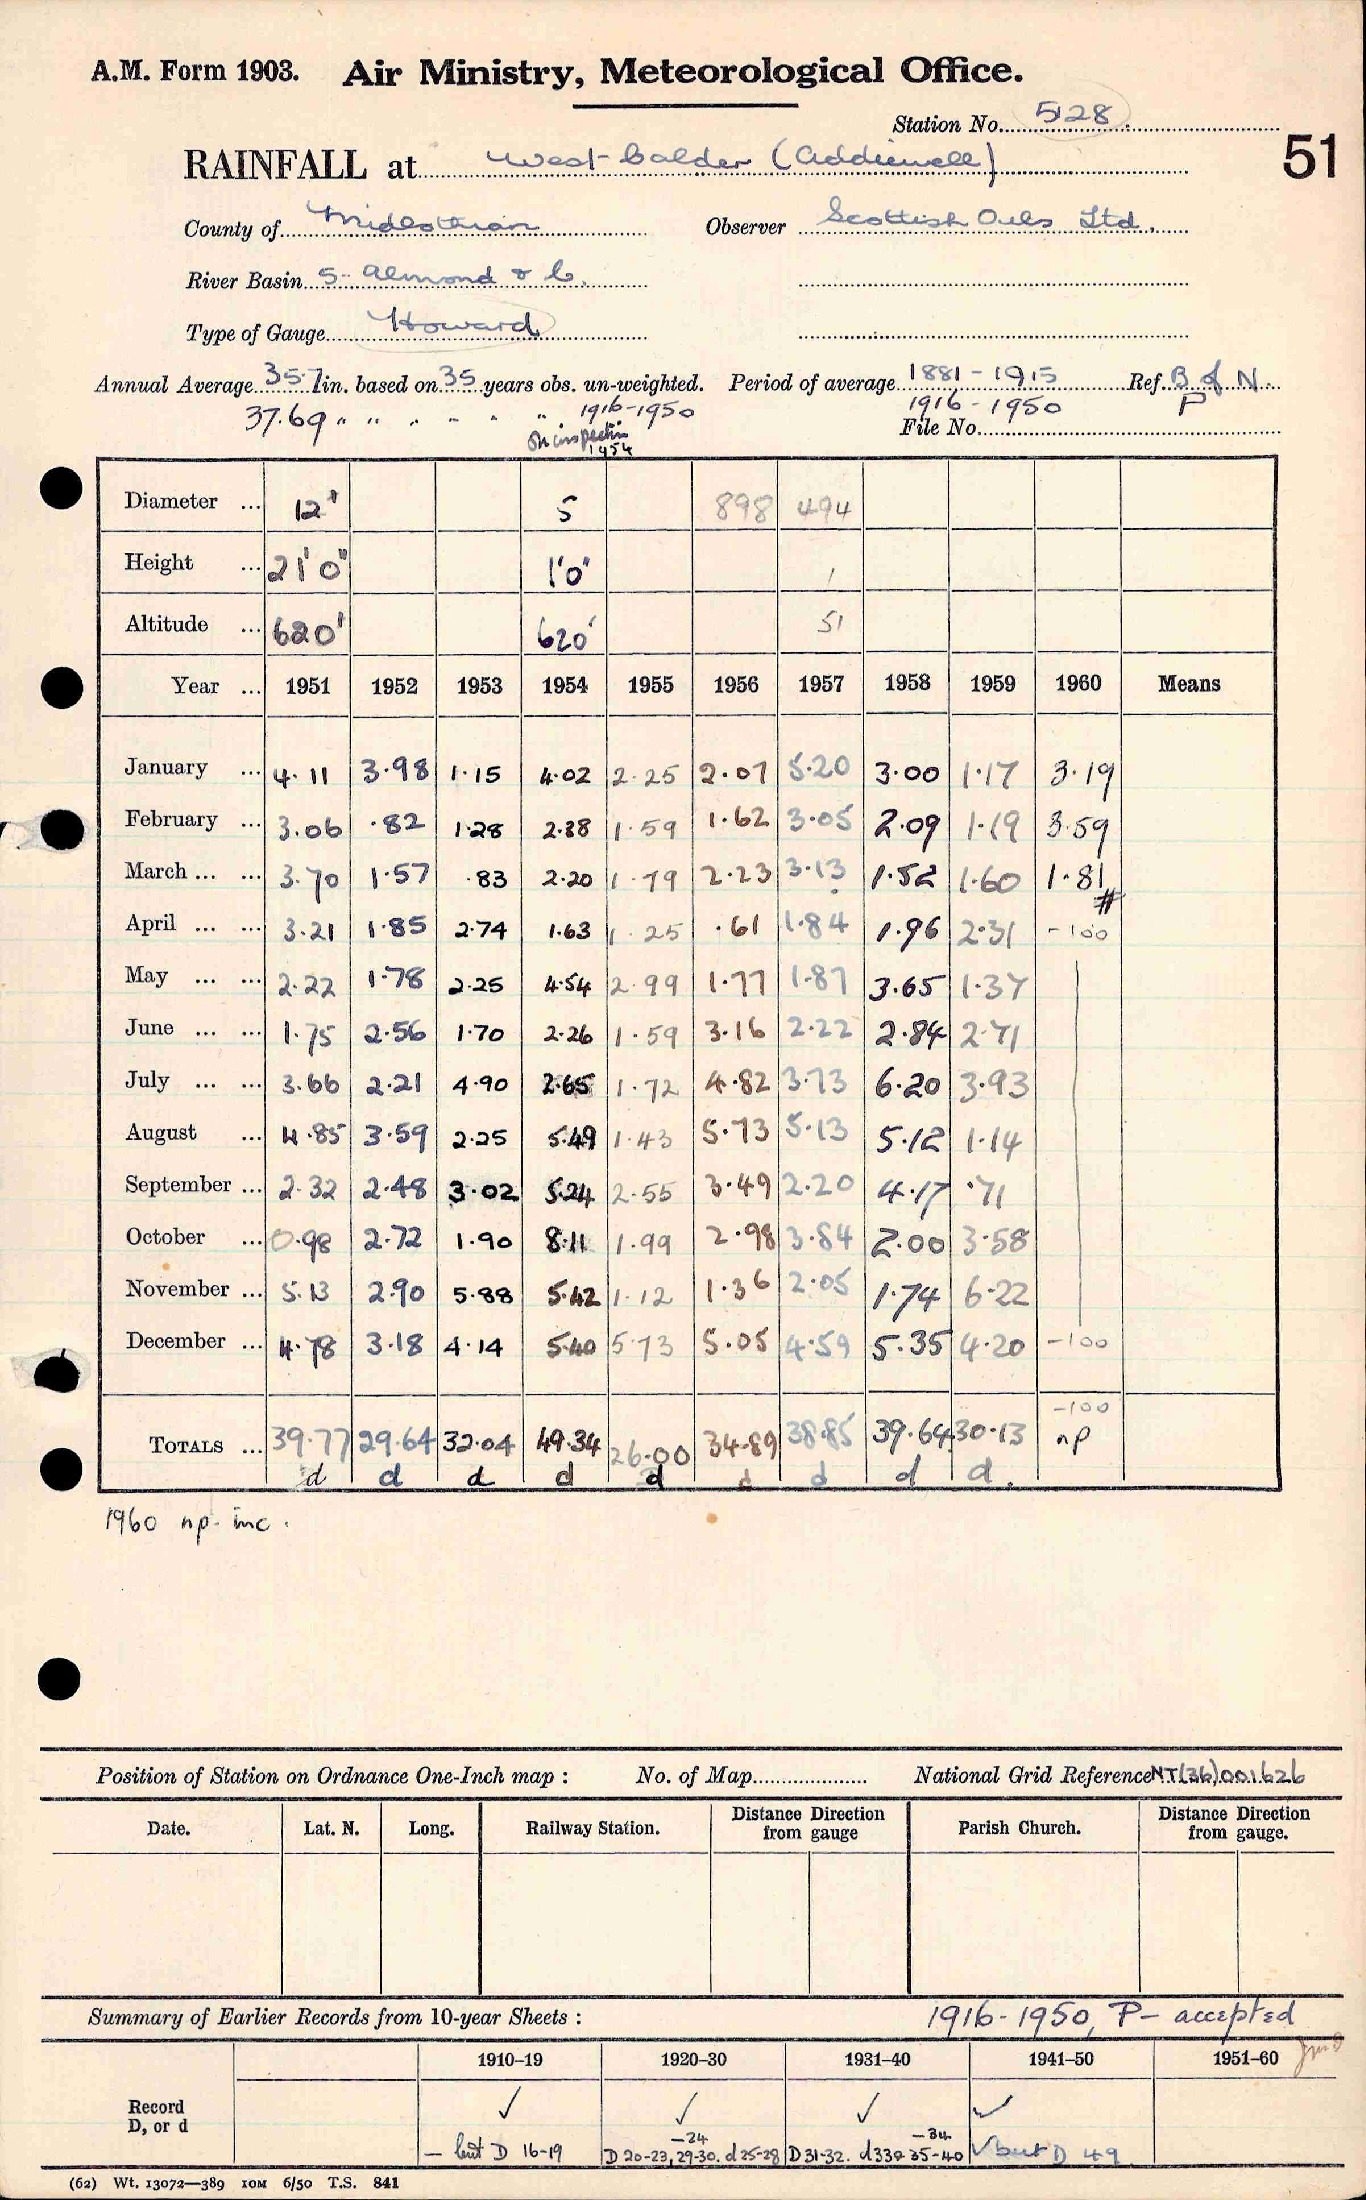 A.M. Form 1903. Air Ministry, Meteorological Office.
Station No. 528
51
RAINFALL at West Calder (Addiewell)
County of Midlothian Observer Scottish Oils Ltd.
River Basin 5- Almond & C.
Type of Gauge Howard
Annual Average 35.7 in. based on 35 years obs. un-weighted. Period of average 1881-1915 Ref. B of N.
37.69 " " " " " 1916-1950 1916-1950 P
File No.
On inspection 1954
Diameter ... 12" 5 898 494
Height ... 21'0" 1'0" 1
Altitude ... 620' 620' 51
Year ... 1951 1952 1953 1954 1955 1956 1957 1958 1959 1960 Means
January ... 4.11 3.98 1.15 4.02 2.25 2.07 5.20 3.00 1.17 3.19
February ... 3.06 .82 1.28 2.38 1.59 1.62 3.05 2.09 1.19 3.59
March ... ... 3.70 1.57 .83 2.20 1.79 2.23 3.13 1.52 1.60 1.81 #
April ... ... 3.21 1.85 2.74 1.63 1.25 .61 1.84 1.96 2.31 -100
May ... ... 2.22 1.78 2.25 4.54 2.99 1.77 1.87 3.65 1.37
June ... ... 1.75 2.56 1.70 2.26 1.59 3.16 2.22 2.84 2.71
July ... ... 3.66 2.21 4.90 2.65 1.72 4.82 3.73 6.20 3.93
August ... 4.85 3.59 2.25 5.49 1.43 5.73 5.13 5.12 1.14
September ... 2.32 2.48 3.02 5.24 2.55 3.49 2.20 4.17 .71
October ... 0.98 2.72 1.90 8.11 1.99 2.98 3.84 2.00 3.58
November ... 5.13 2.90 5.88 5.42 1.12 1.36 2.05 1.74 6.22
December ... 4.78 3.18 4.14 5.40 5.73 5.05 4.59 5.35 4.20 -100
-100
TOTALS ... 39.77 29.64 32.04 49.34 26.00 34.89 38.85 39.64 30.13 np
d d d d d d d d d.
1960 np. inc.
Position of Station on Ordnance One-Inch map : No. of Map National Grid Reference NT(36)001626
Date. Lat. N. Long. Railway Station. Distance from gauge Direction Parish Church. Distance from gauge. Direction
Summary of Earlier Records from 10-year Sheets : 1916-1950, P- accepted
1910–19 1920–30 1931–40 1941–50 1951–60
Record D, or d ✓ ✓ ✓ ✓
-24 -34
- but D 16-19 D 20-23, 29-30. d 25-28 D 31-32. d 33 35-40 ✓ but D 49
(62) Wt. 13072—389 10M 6/50 T.S. 841